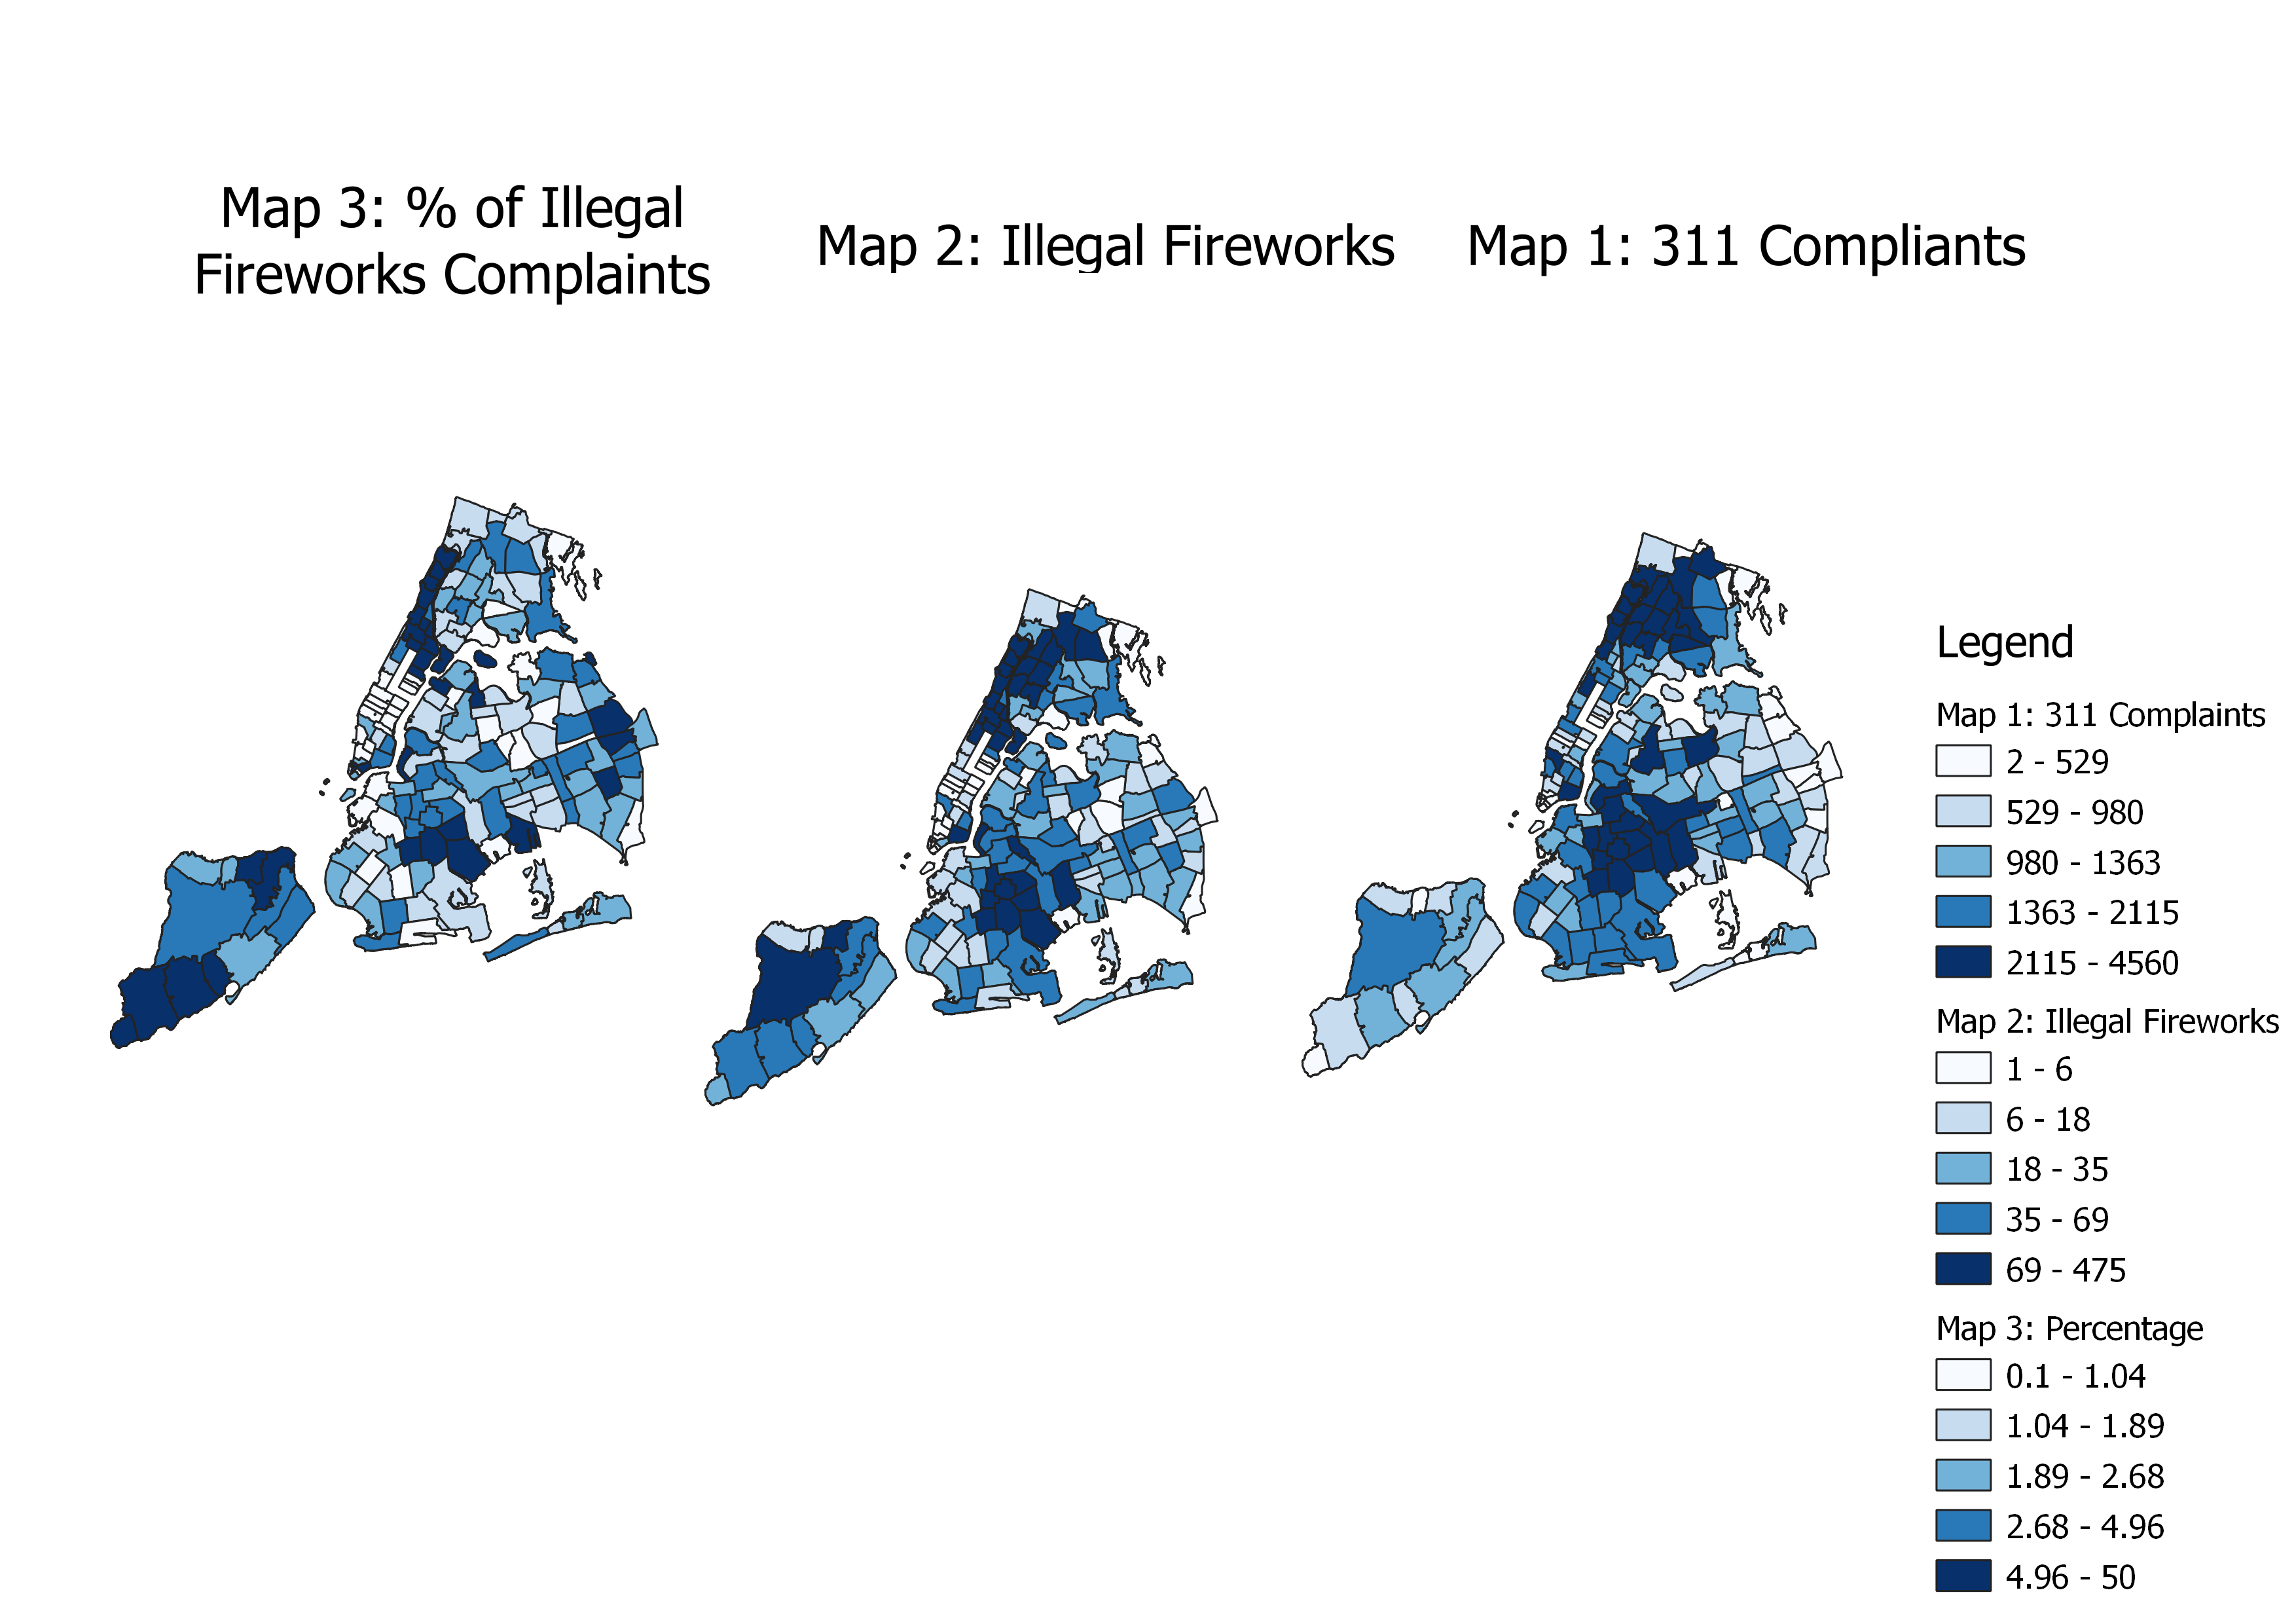 Map 3: % of Illegal
Fireworks Complaints
Map 2: Illegal Fireworks
Map 1: 311 Compliants
Legend
Map 1: 311 Complaints
2 - 529
529 - 980
980 - 1363
1363 - 2115
2115 - 4560
Map 2: Illegal Fireworks
1 - 6
6 - 18
18 - 35
35 - 69
69 - 475
Map 3: Percentage
0.1 - 1.04
1.04 - 1.89
1.89 - 2.68
2.68 - 4.96
4.96 - 50